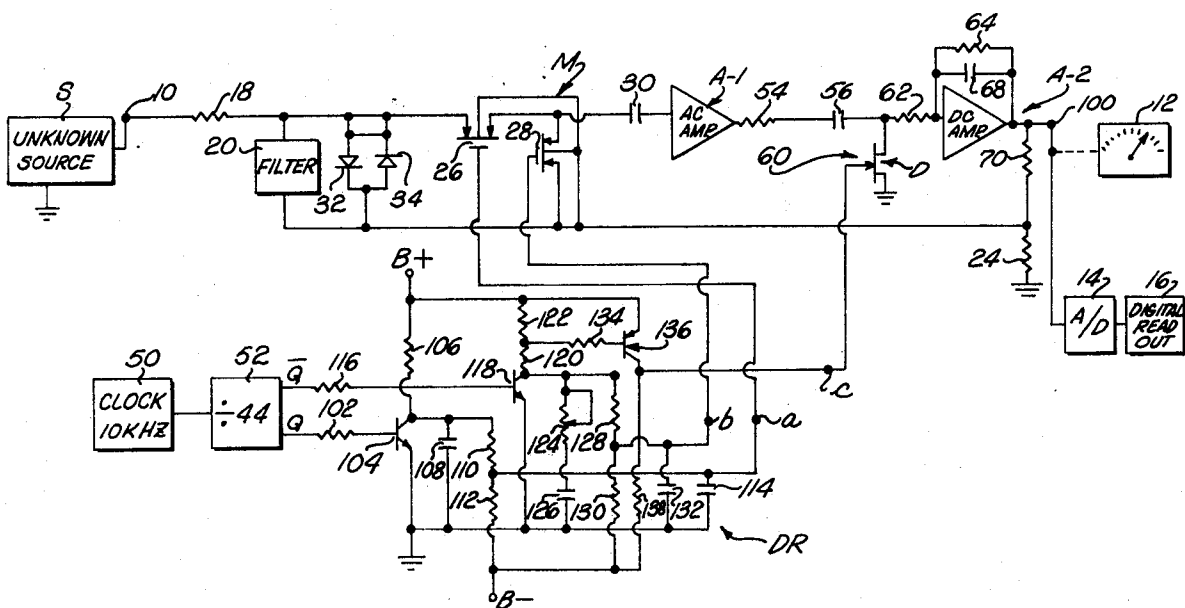 S
UNKNOWN
SOURCE
10
18
20
FILTER
32
34
26
M
28
30
A-1
AC
AMP
54
56
60
D
62
64
68
DC
AMP
A-2
100
12
70
24
14
A/D
16
DIGITAL
READ
OUT
B+
106
122
134
136
120
118
50
CLOCK
10KHZ
52
÷44
Q̅
116
Q
102
104
108
110
112
124
126
128
130
138
132
114
b
a
c
DR
B-